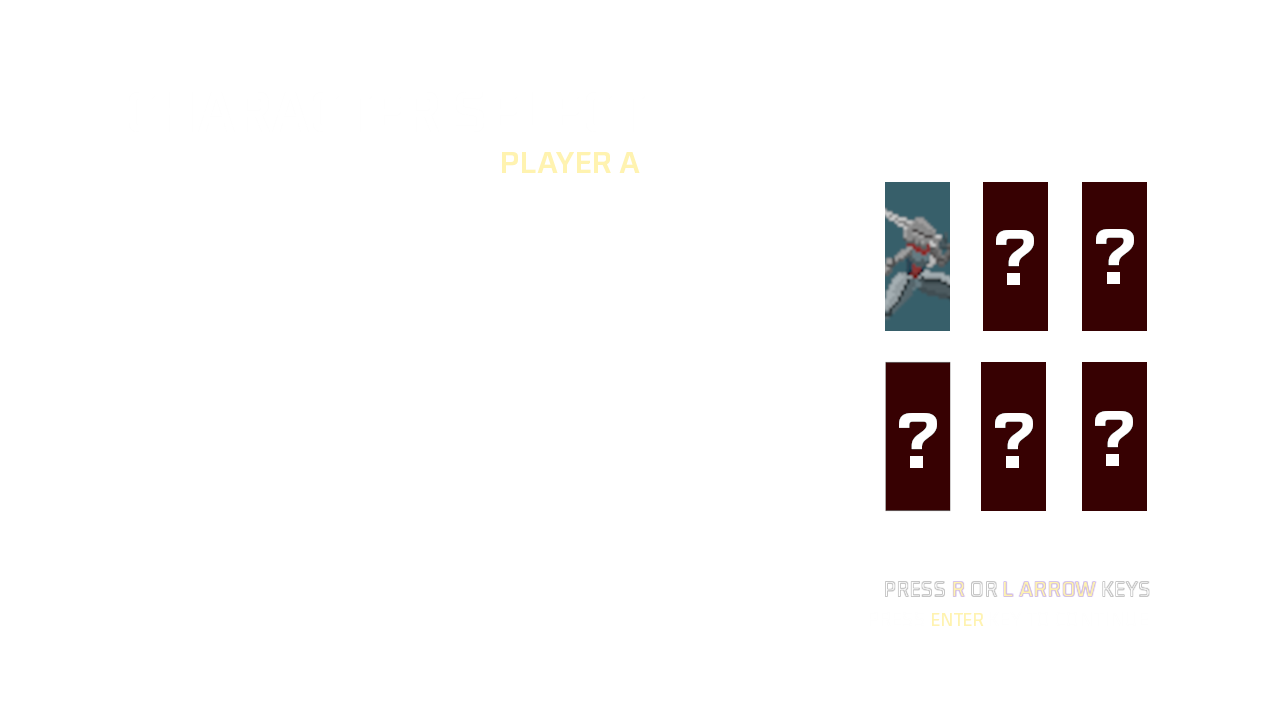 PLAYER A
? ?
? ? ?
PRESS R OR L ARROW KEYS
ENTER